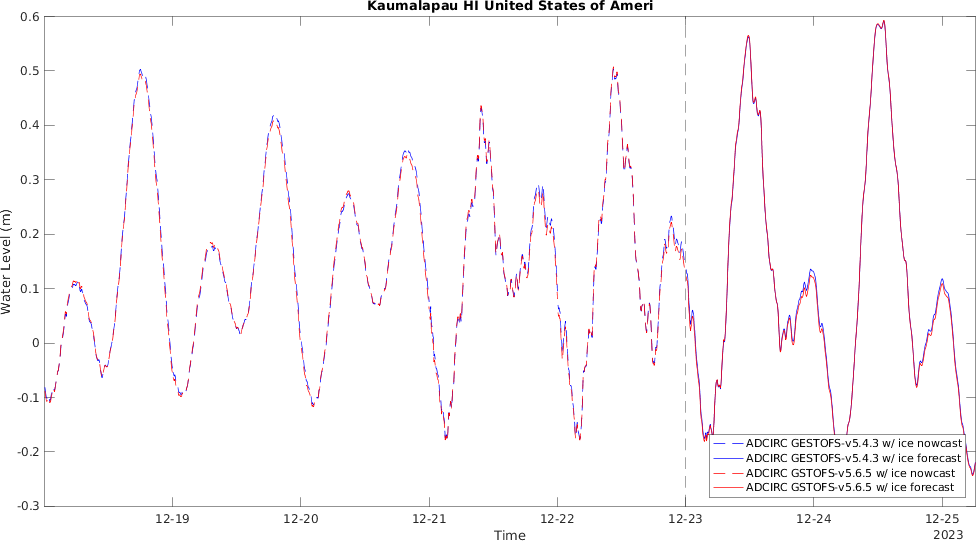 Kaumalapau HI United States of Ameri
0.6
0.5
0.4
0.3
0.2
0.1
0
-0.1
-0.2
-0.3
Water Level (m)
ADCIRC GESTOFS-v5.4.3 w/ ice nowcast
ADCIRC GESTOFS-v5.4.3 w/ ice forecast
ADCIRC GSTOFS-v5.6.5 w/ ice nowcast
ADCIRC GSTOFS-v5.6.5 w/ ice forecast
12-19 12-20 12-21 12-22 12-23 12-24 12-25
Time
2023